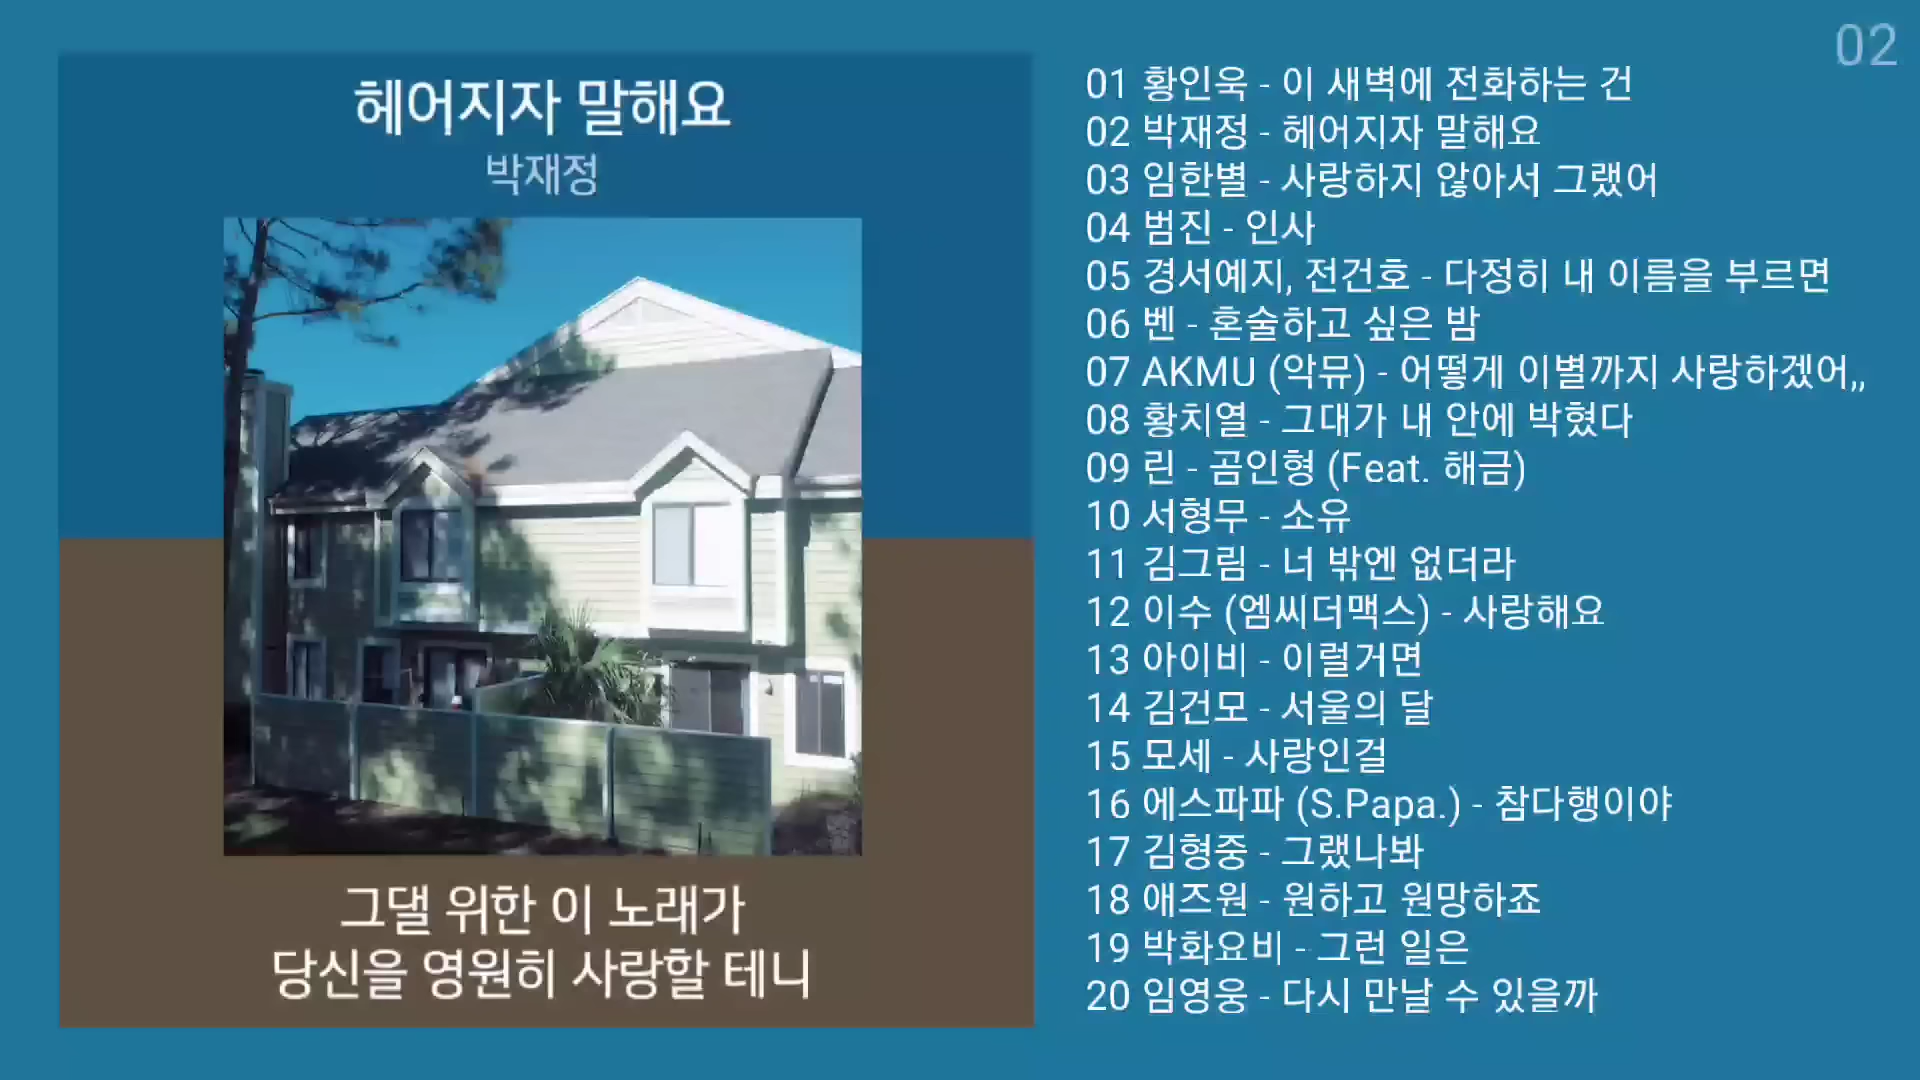 02
헤어지자 말해요
박재정
그댈 위한 이 노래가
당신을 영원히 사랑할 테니
01 황인욱 - 이 새벽에 전화하는 건
02 박재정 - 헤어지자 말해요
03 임한별 - 사랑하지 않아서 그랬어
04 범진 - 인사
05 경서예지, 전건호 - 다정히 내 이름을 부르면
06 벤 - 혼술하고 싶은 밤
07 AKMU (악뮤) - 어떻게 이별까지 사랑하겠어,,
08 황치열 - 그대가 내 안에 박혔다
09 린 - 곰인형 (Feat. 해금)
10 서형무 - 소유
11 김그림 - 너 밖엔 없더라
12 이수 (엠씨더맥스) - 사랑해요
13 아이비 - 이럴거면
14 김건모 - 서울의 달
15 모세 - 사랑인걸
16 에스파파 (S.Papa.) - 참다행이야
17 김형중 - 그랬나봐
18 애즈원 - 원하고 원망하죠
19 박화요비 - 그런 일은
20 임영웅 - 다시 만날 수 있을까